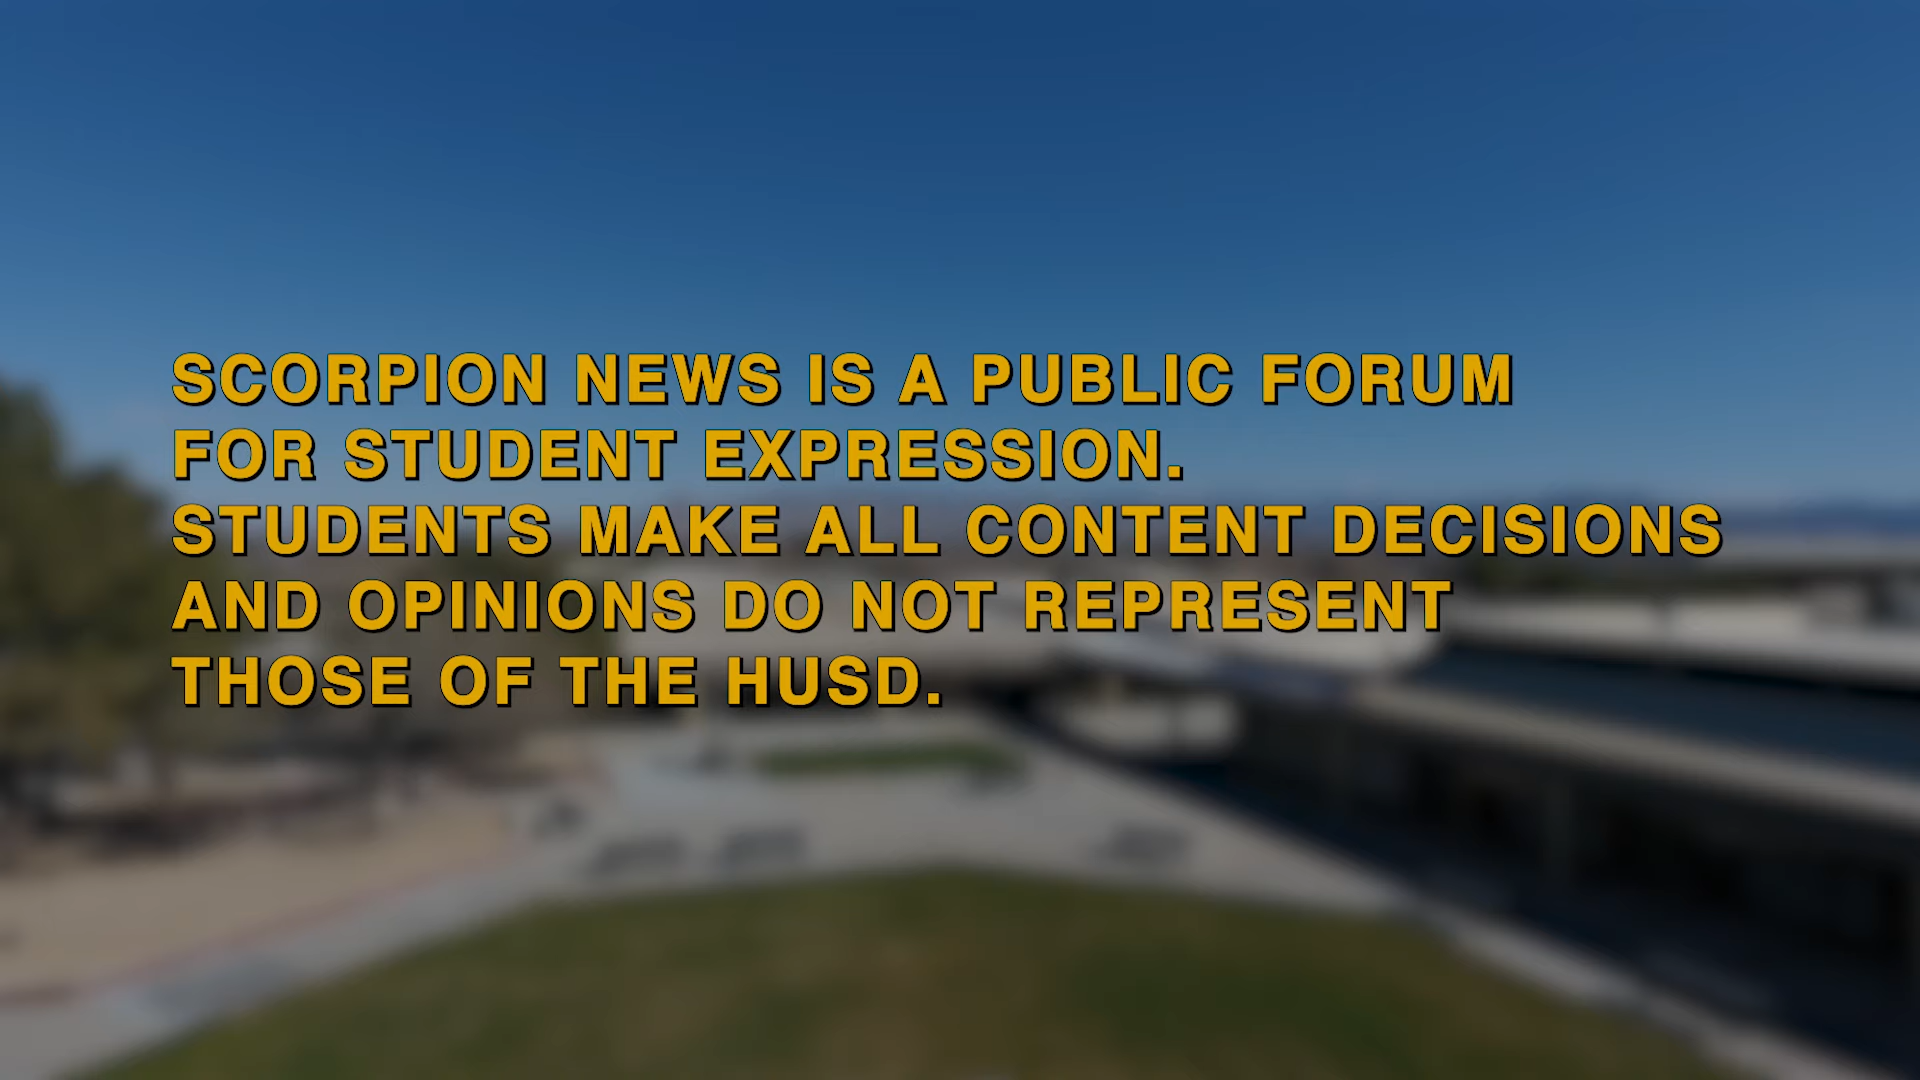 SCORPION NEWS IS A PUBLIC FORUM
FOR STUDENT EXPRESSION.
STUDENTS MAKE ALL CONTENT DECISIONS
AND OPINIONS DO NOT REPRESENT
THOSE OF THE HUSD.